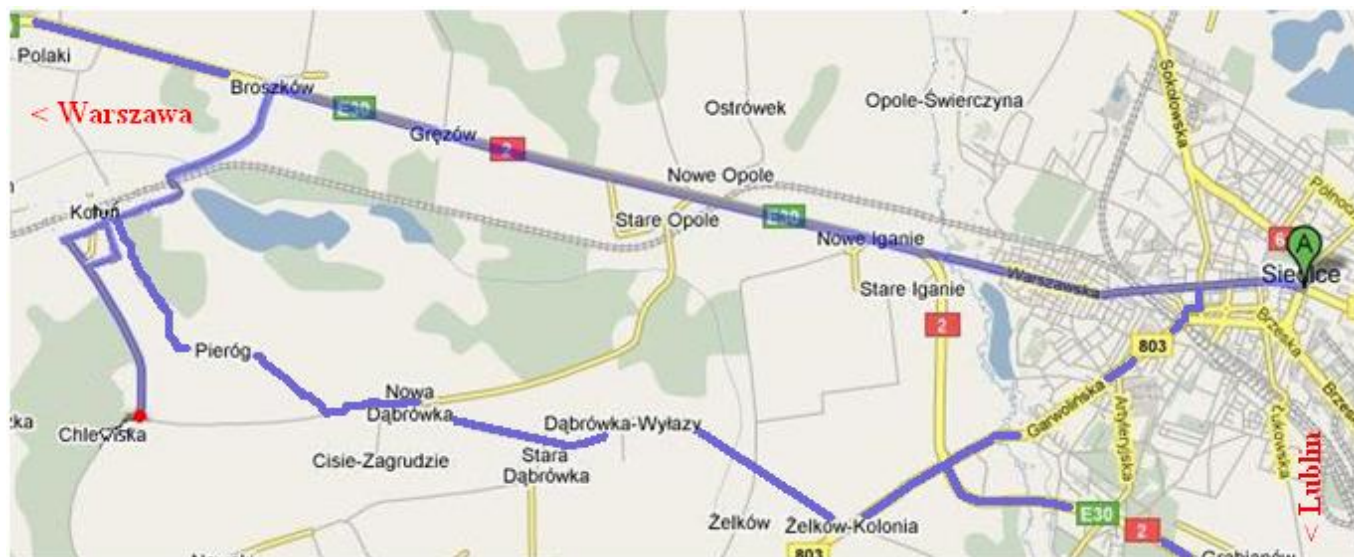 Polaki
Broszków
< Warszawa
E30
Gręzów
2
Ostrówek
Opole-Świerczyna
Sokołowska
Nowe Opole
Kotuń
Stare Opole
E30
Nowe Iganie
6
A
Siedlce
Warszawska
Stare Iganie
2
803
Brzeska
Pieróg
Nowa
Dąbrówka
Garwolińska
Artyleryjska
Łukowska
Chlewiska
Dąbrówka-Wyłazy
Cisie-Zagrudzie
Stara
Dąbrówka
< Lublin
Żelków
Żelków-Kolonia
E30
2
803